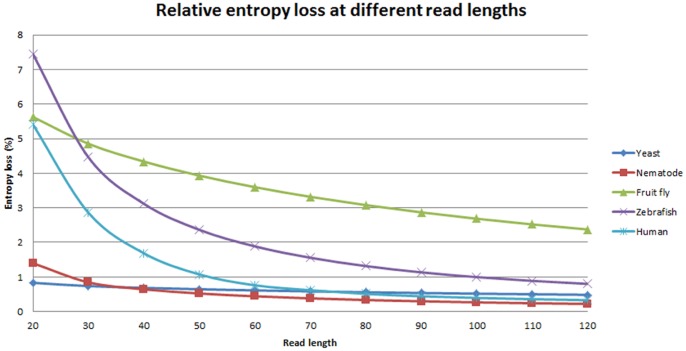 Relative entropy loss at different read lengths
8
7
6
5
4
3
2
1
0
Entropy loss (%)
20 30 40 50 60 70 80 90 100 110 120
Read length
Yeast
Nematode
Fruit fly
Zebrafish
Human